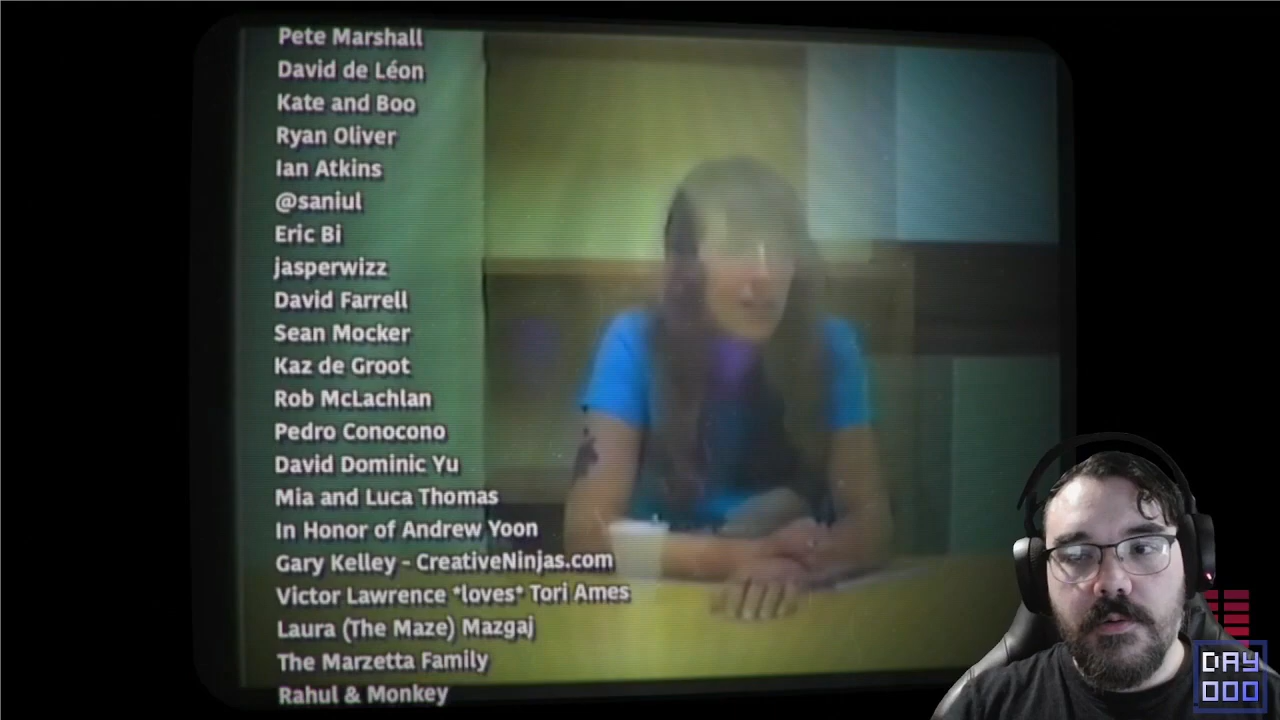 Pete Marshall
David de Léon
Kate and Boo
Ryan Oliver
Ian Atkins
@saniul
Eric Bi
jasperwizz
David Farrell
Sean Mocker
Kaz de Groot
Rob McLachlan
Pedro Conocono
David Dominic Yu
Mia and Luca Thomas
In Honor of Andrew Yoon
Gary Kelley - CreativeNinjas.com
Victor Lawrence *loves* Tori Ames
Laura (The Maze) Mazgaj
The Marzetta Family
Rahul & Monkey
DAY
000